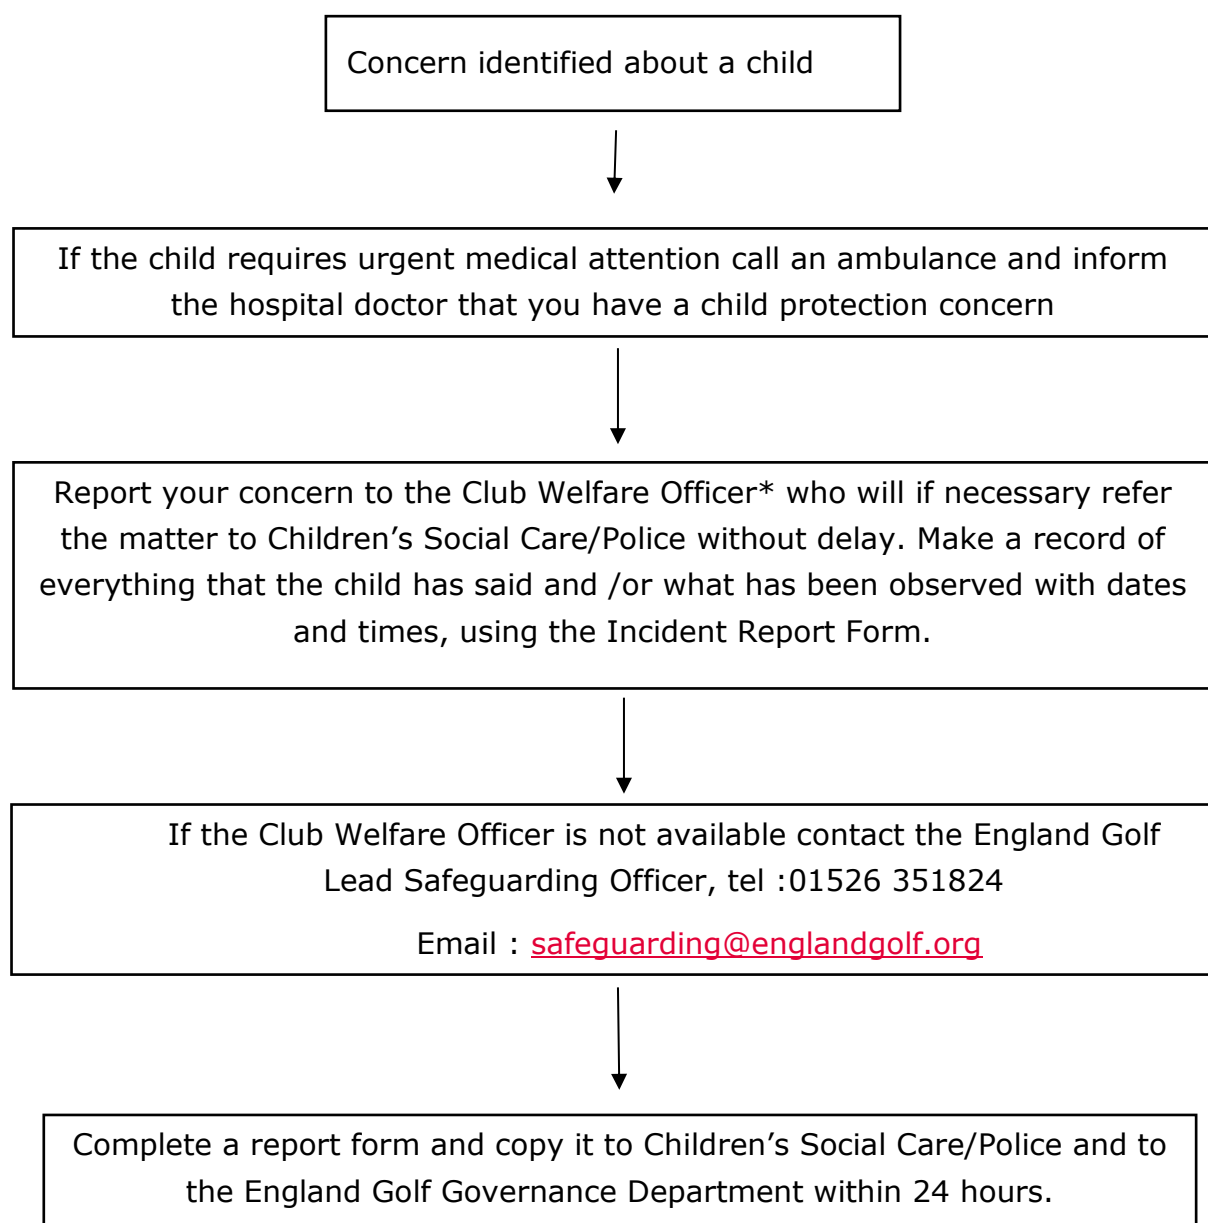 Concern identified about a child
If the child requires urgent medical attention call an ambulance and inform
the hospital doctor that you have a child protection concern
Report your concern to the Club Welfare Officer* who will if necessary refer
the matter to Children’s Social Care/Police without delay. Make a record of
everything that the child has said and /or what has been observed with dates
and times, using the Incident Report Form.
If the Club Welfare Officer is not available contact the England Golf
Lead Safeguarding Officer, tel :01526 351824
Email : safeguarding@englandgolf.org
Complete a report form and copy it to Children’s Social Care/Police and to
the England Golf Governance Department within 24 hours.